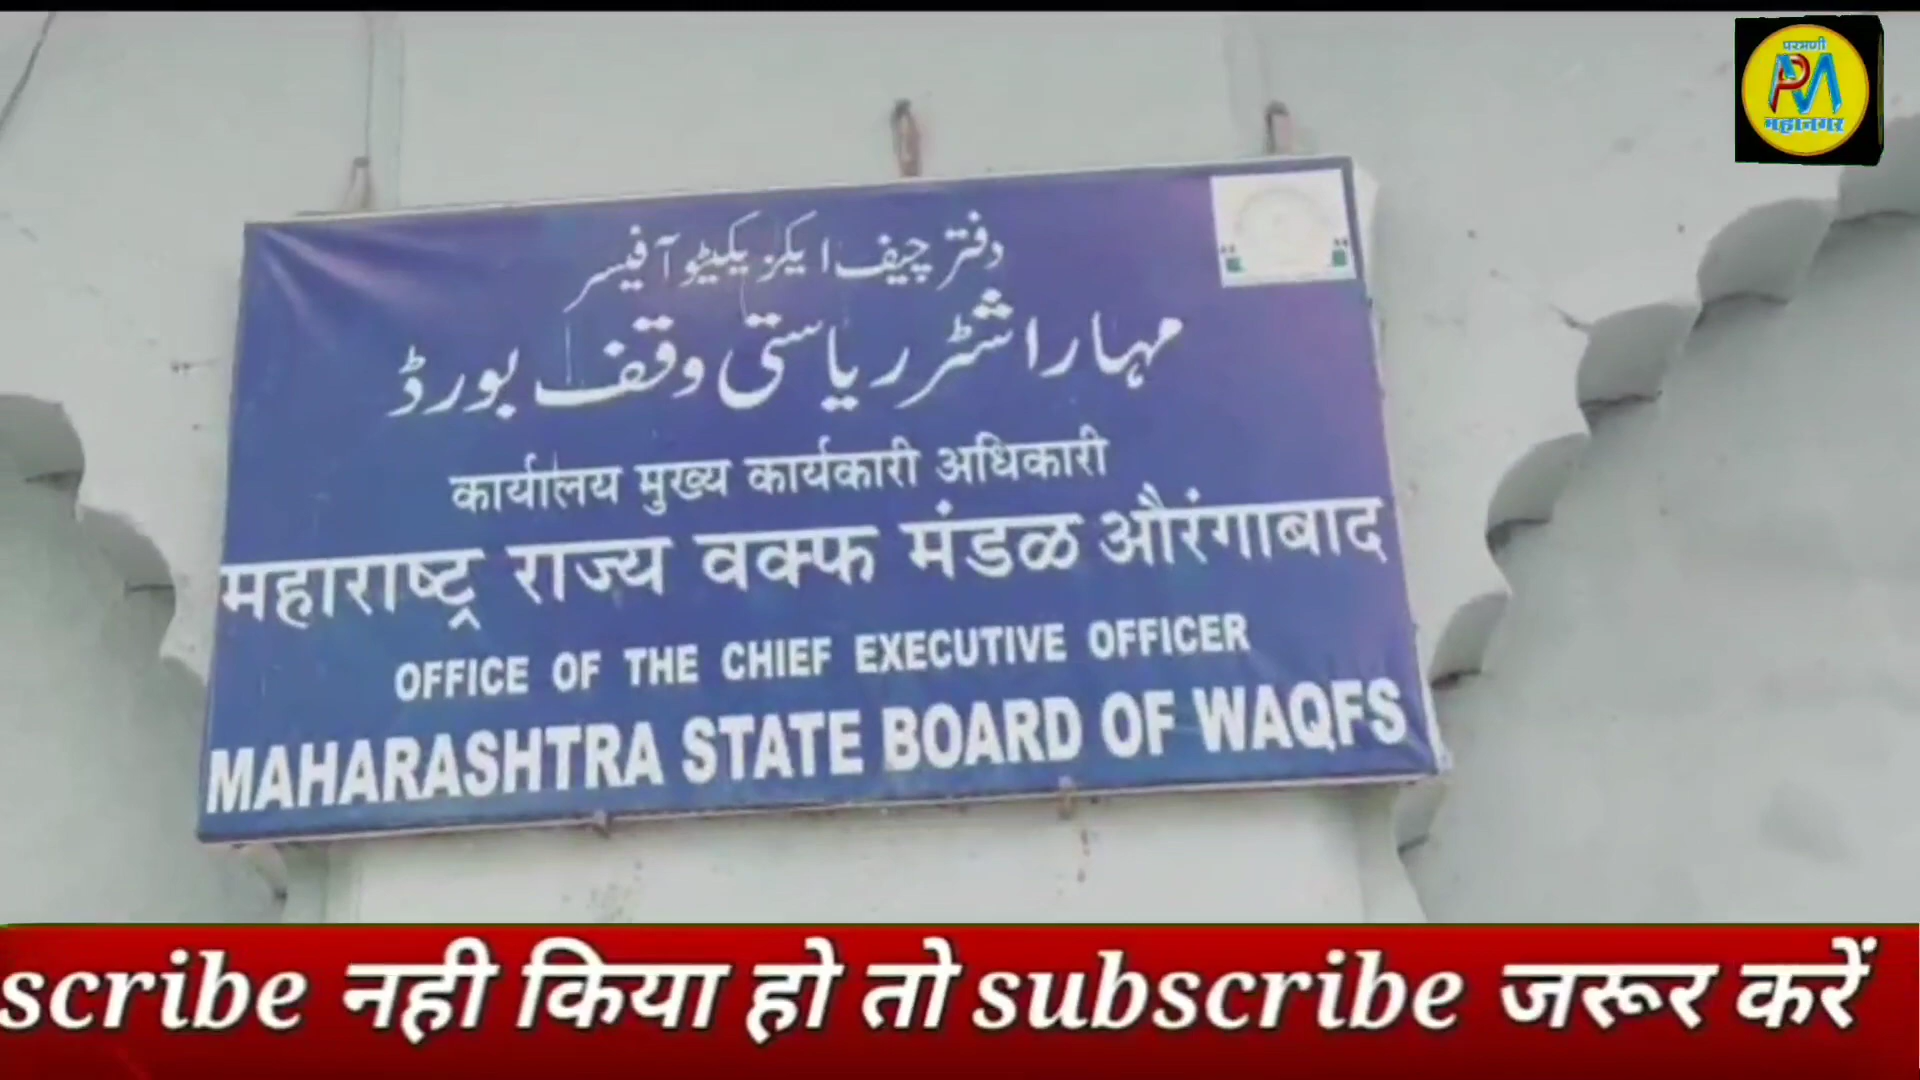 परभणी
PM
महानगर
دفتر چیف ایکزیکیٹو آفیسر
مہاراشٹر ریاستی وقف بورڈ
कार्यालय मुख्य कार्यकारी अधिकारी
महाराष्ट्र राज्य वक्फ मंडळ औरंगाबाद
OFFICE OF THE CHIEF EXECUTIVE OFFICER
MAHARASHTRA STATE BOARD OF WAQFS
scribe नही किया हो तो subscribe जरूर करें